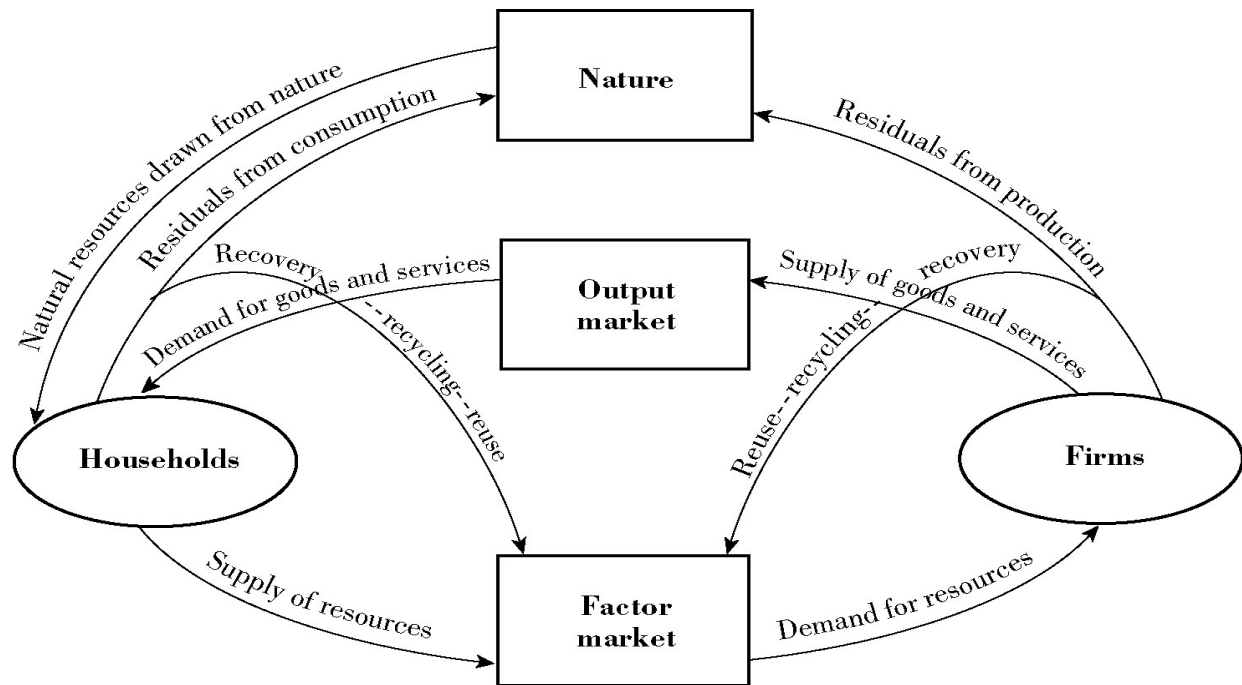 Nature
Natural resources drawn from nature
Residuals from consumption
Residuals from production
Recovery--recycling--reuse
Demand for goods and services
Output
market
Supply of goods and services
Reuse--recycling--recovery
Households
Firms
Supply of resources
Factor
market
Demand for resources